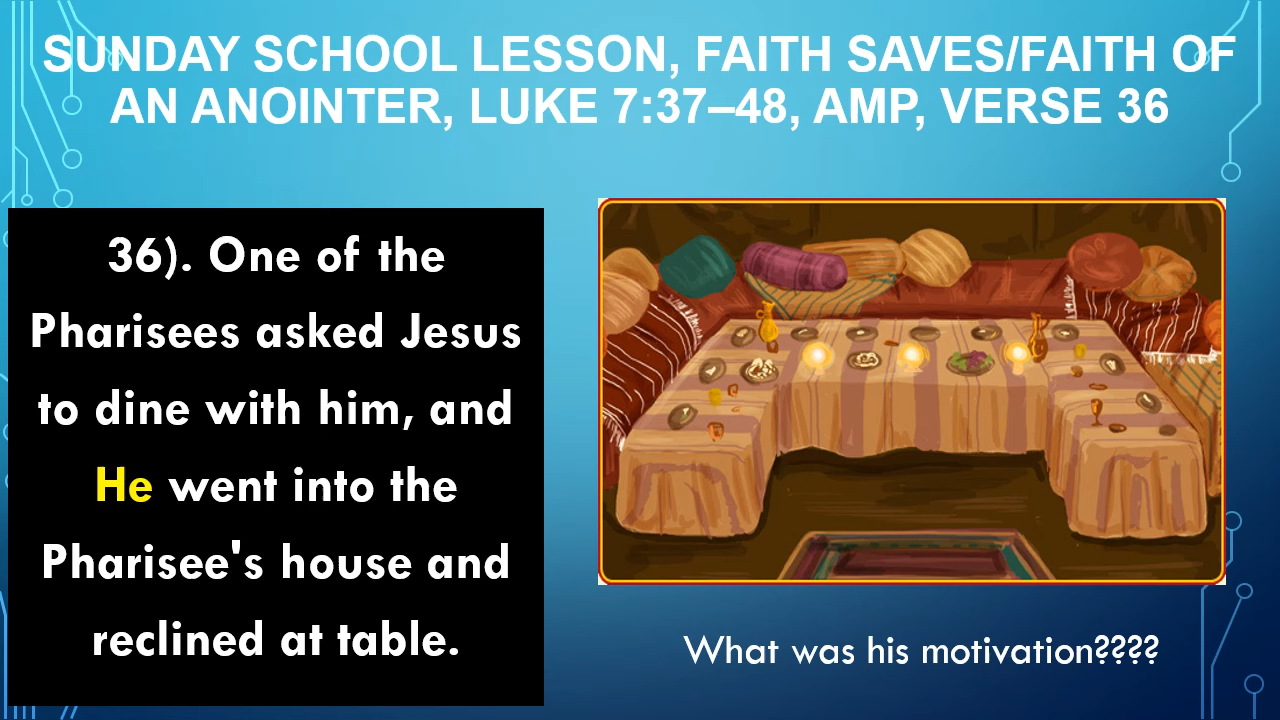 SUNDAY SCHOOL LESSON, FAITH SAVES/FAITH OF
AN ANOINTER, LUKE 7:37–48, AMP, VERSE 36
36). One of the
Pharisees asked Jesus
to dine with him, and
He went into the
Pharisee's house and
reclined at table.
What was his motivation????